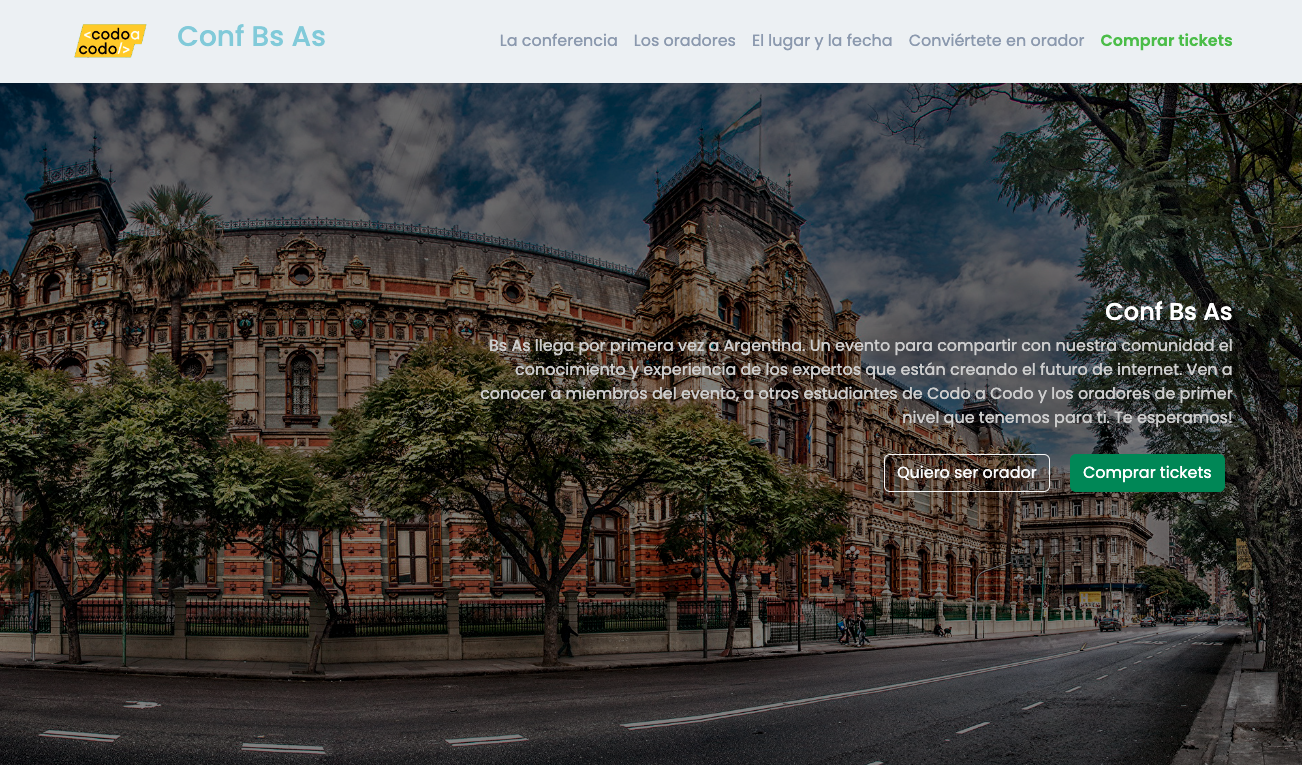 <codo a
codo/>
Conf Bs As
La conferencia
Los oradores
El lugar y la fecha
Conviértete en orador
Comprar tickets
Conf Bs As
Bs As llega por primera vez a Argentina. Un evento para compartir con nuestra comunidad el
conocimiento y experiencia de los expertos que están creando el futuro de internet. Ven a
conocer a miembros del evento, a otros estudiantes de Codo a Codo y los oradores de primer
nivel que tenemos para ti. Te esperamos!
Quiero ser orador
Comprar tickets